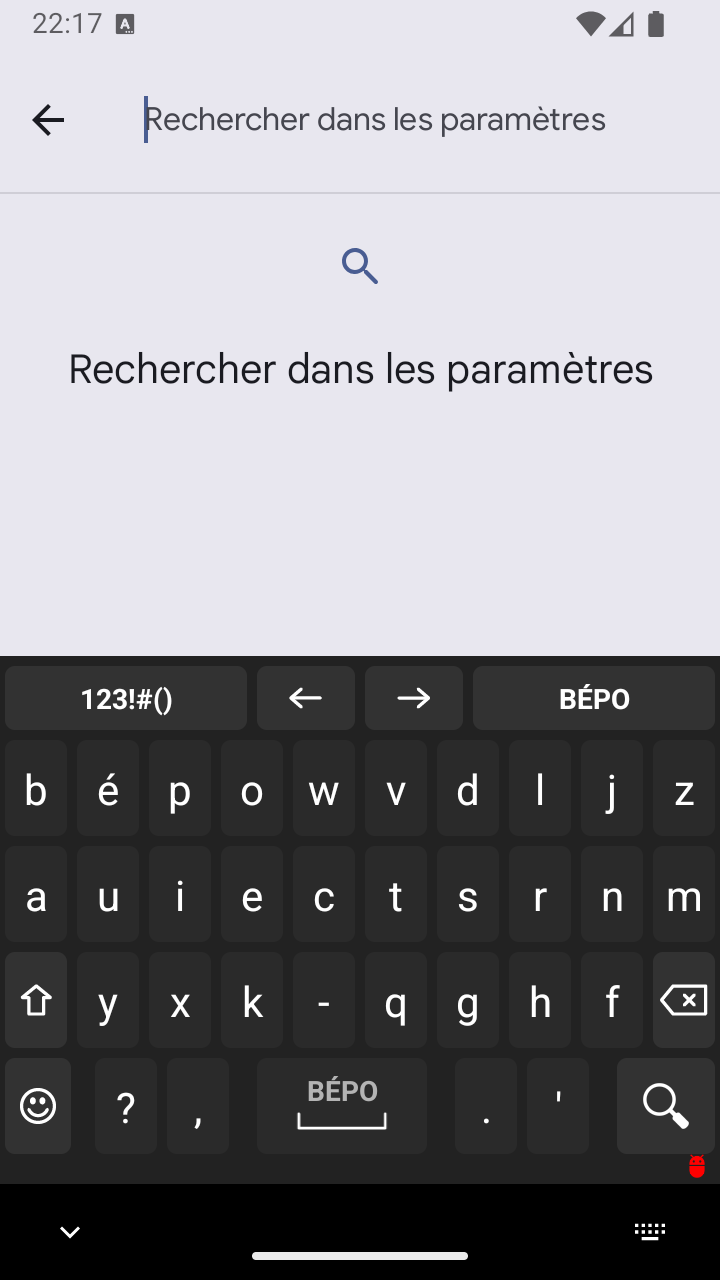 22:17
Rechercher dans les paramètres
Rechercher dans les paramètres
123!#() BÉPO
b é p o w v d l j z
a u i e c t s r n m
y x k - q g h f
? , BÉPO . '